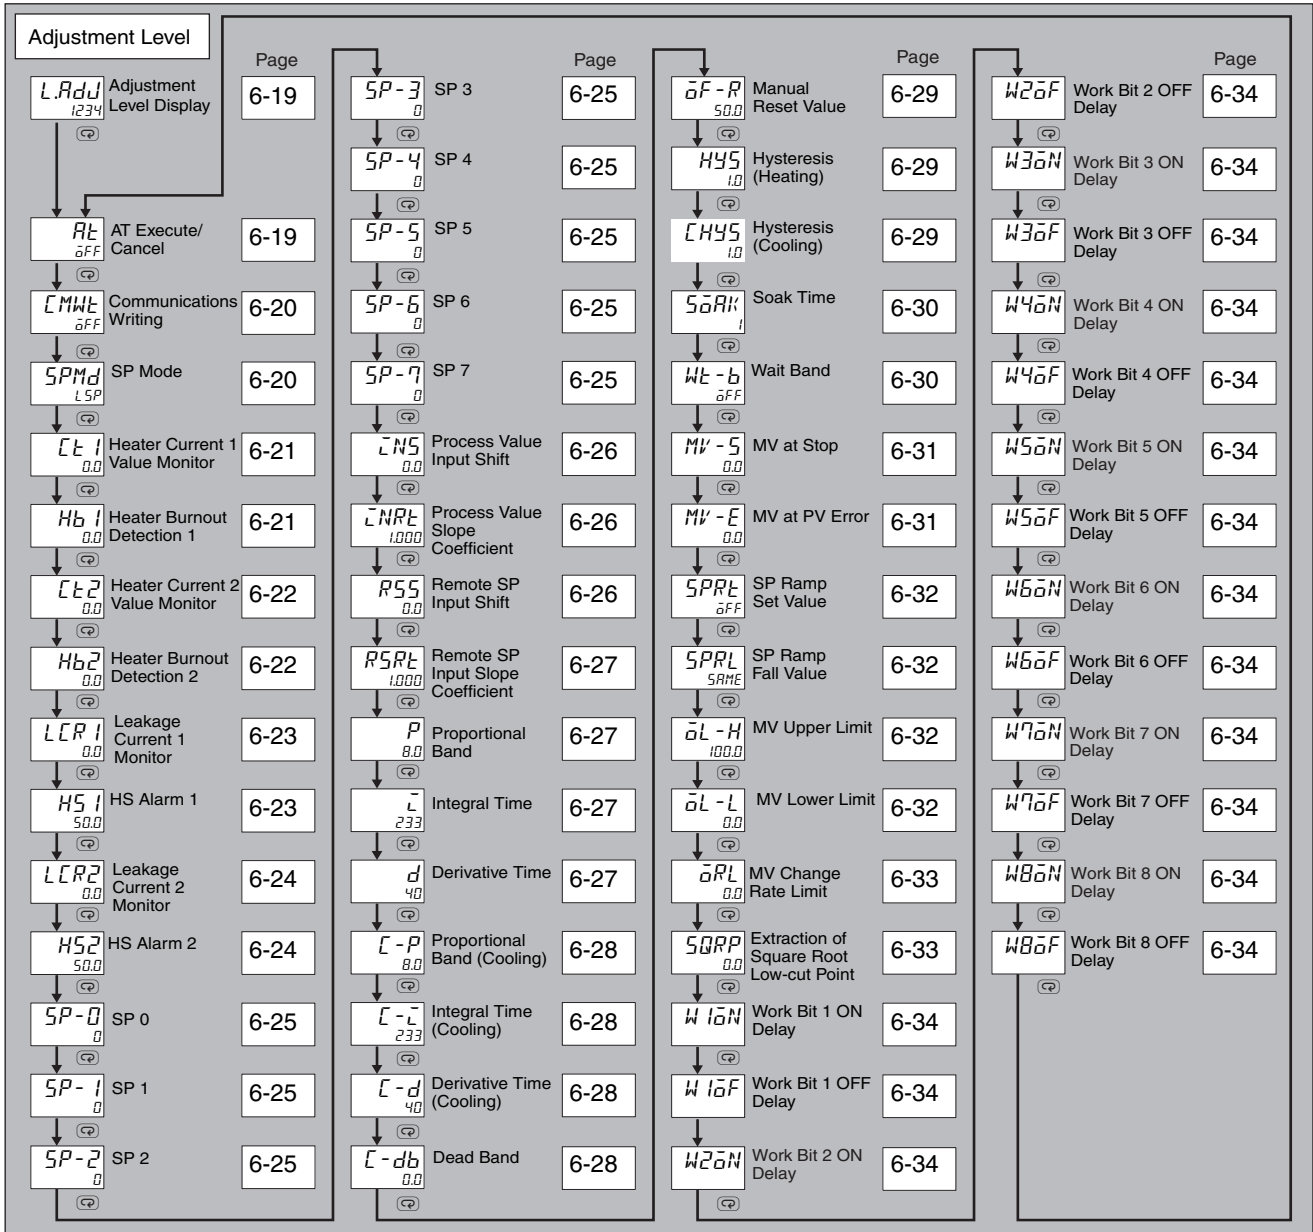 Adjustment Level
Page
L.AdJ
1234
Adjustment
Level Display
6-19
At
oFF
AT Execute/
Cancel
6-19
CMWt
oFF
Communications
Writing
6-20
SPMd
LSP
SP Mode
6-20
Ct1
0.0
Heater Current 1
Value Monitor
6-21
Hb1
0.0
Heater Burnout
Detection 1
6-21
Ct2
0.0
Heater Current 2
Value Monitor
6-22
Hb2
0.0
Heater Burnout
Detection 2
6-22
LCR1
0.0
Leakage
Current 1
Monitor
6-23
HS1
50.0
HS Alarm 1
6-23
LCR2
0.0
Leakage
Current 2
Monitor
6-24
HS2
50.0
HS Alarm 2
6-24
SP-0
0
SP 0
6-25
SP-1
0
SP 1
6-25
SP-2
0
SP 2
6-25
Page
SP-3
0
SP 3
6-25
SP-4
0
SP 4
6-25
SP-5
0
SP 5
6-25
SP-6
0
SP 6
6-25
SP-7
0
SP 7
6-25
iNS
0.0
Process Value
Input Shift
6-26
iNRt
1.000
Process Value
Slope
Coefficient
6-26
RSS
0.0
Remote SP
Input Shift
6-26
RSRt
1.000
Remote SP
Input Slope
Coefficient
6-27
P
8.0
Proportional
Band
6-27
i
233
Integral Time
6-27
d
40
Derivative Time
6-27
C-P
8.0
Proportional
Band (Cooling)
6-28
C-i
233
Integral Time
(Cooling)
6-28
C-d
40
Derivative Time
(Cooling)
6-28
C-db
0.0
Dead Band
6-28
Page
oF-R
50.0
Manual
Reset Value
6-29
HYS
1.0
Hysteresis
(Heating)
6-29
CHYS
1.0
Hysteresis
(Cooling)
6-29
SoAK
1
Soak Time
6-30
Wt-b
oFF
Wait Band
6-30
MV-S
0.0
MV at Stop
6-31
MV-E
0.0
MV at PV Error
6-31
SPRt
oFF
SP Ramp
Set Value
6-32
SPRL
SAME
SP Ramp
Fall Value
6-32
oL-H
100.0
MV Upper Limit
6-32
oL-L
0.0
MV Lower Limit
6-32
oRL
0.0
MV Change
Rate Limit
6-33
SQRP
0.0
Extraction of
Square Root
Low-cut Point
6-33
W1oN
Work Bit 1 ON
Delay
6-34
W1oF
Work Bit 1 OFF
Delay
6-34
W2oN
Work Bit 2 ON
Delay
6-34
Page
W2oF
Work Bit 2 OFF
Delay
6-34
W3oN
Work Bit 3 ON
Delay
6-34
W3oF
Work Bit 3 OFF
Delay
6-34
W4oN
Work Bit 4 ON
Delay
6-34
W4oF
Work Bit 4 OFF
Delay
6-34
W5oN
Work Bit 5 ON
Delay
6-34
W5oF
Work Bit 5 OFF
Delay
6-34
W6oN
Work Bit 6 ON
Delay
6-34
W6oF
Work Bit 6 OFF
Delay
6-34
W7oN
Work Bit 7 ON
Delay
6-34
W7oF
Work Bit 7 OFF
Delay
6-34
W8oN
Work Bit 8 ON
Delay
6-34
W8oF
Work Bit 8 OFF
Delay
6-34